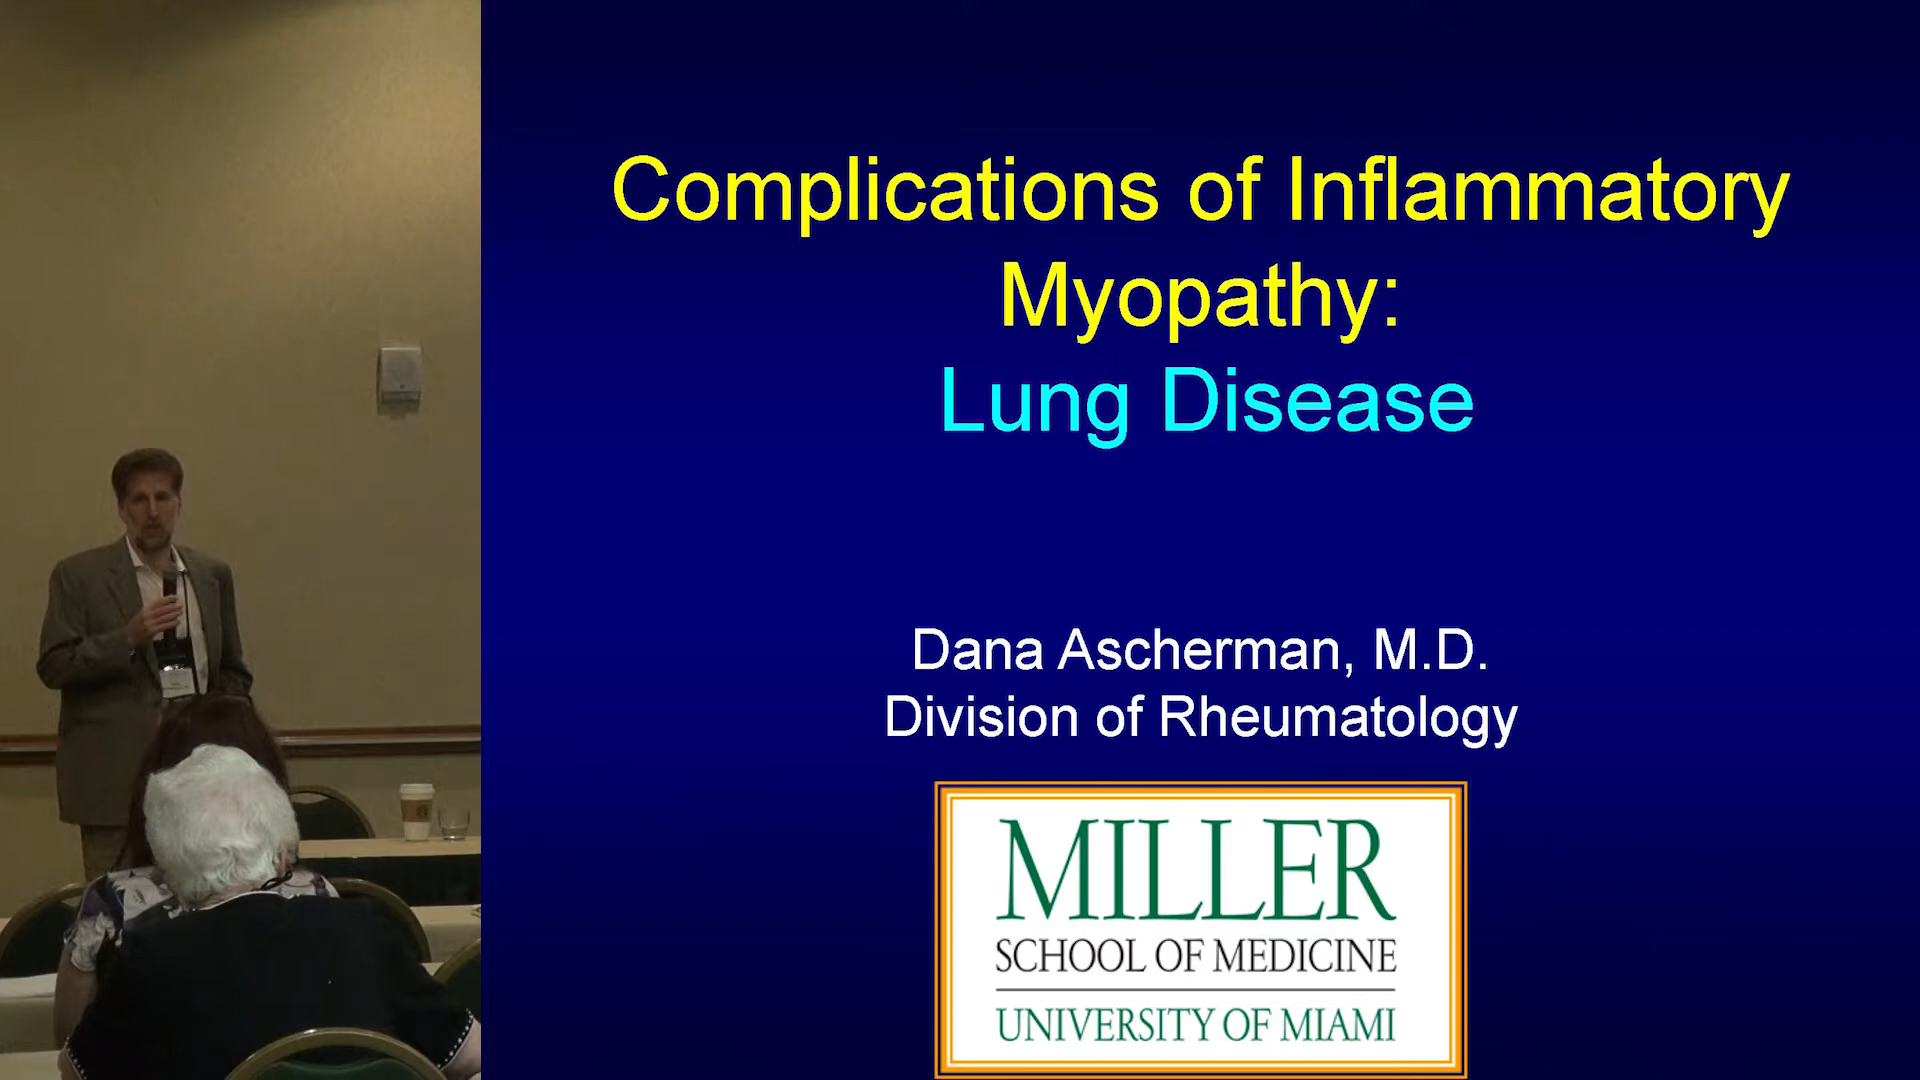 Complications of Inflammatory
Myopathy:
Lung Disease
Dana Ascherman, M.D.
Division of Rheumatology
MILLER
SCHOOL OF MEDICINE
UNIVERSITY OF MIAMI